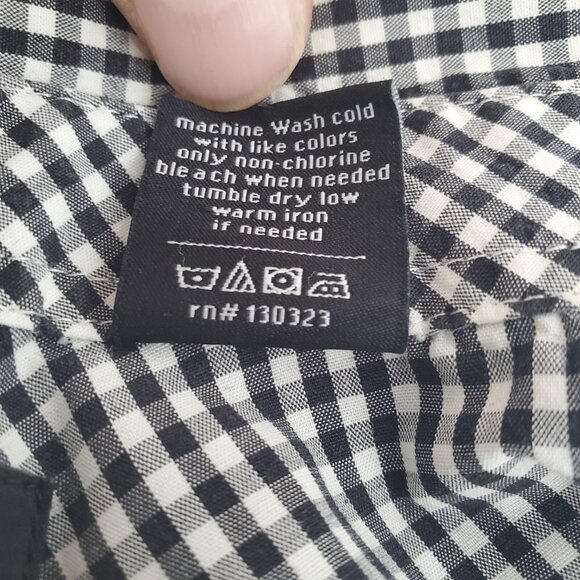 machine Wash cold
with like colors
only non-chlorine
bleach when needed
tumble dry low
warm iron
if needed
rn# 130323